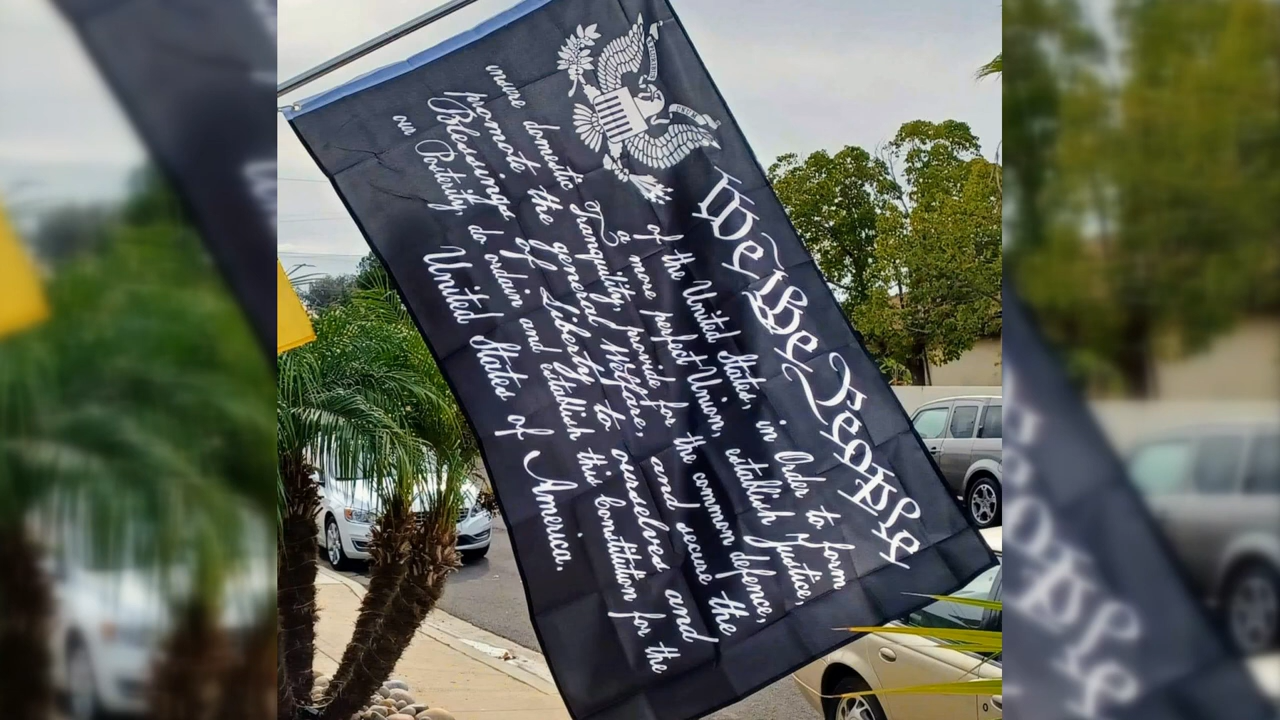 We The People
of the United States, in Order to form
a more perfect Union, establish Justice,
insure domestic Tranquility, provide for the common defence,
promote the general Welfare, and secure the
Blessings of Liberty to ourselves and
our Posterity, do ordain and establish this Constitution for the
United States of America.